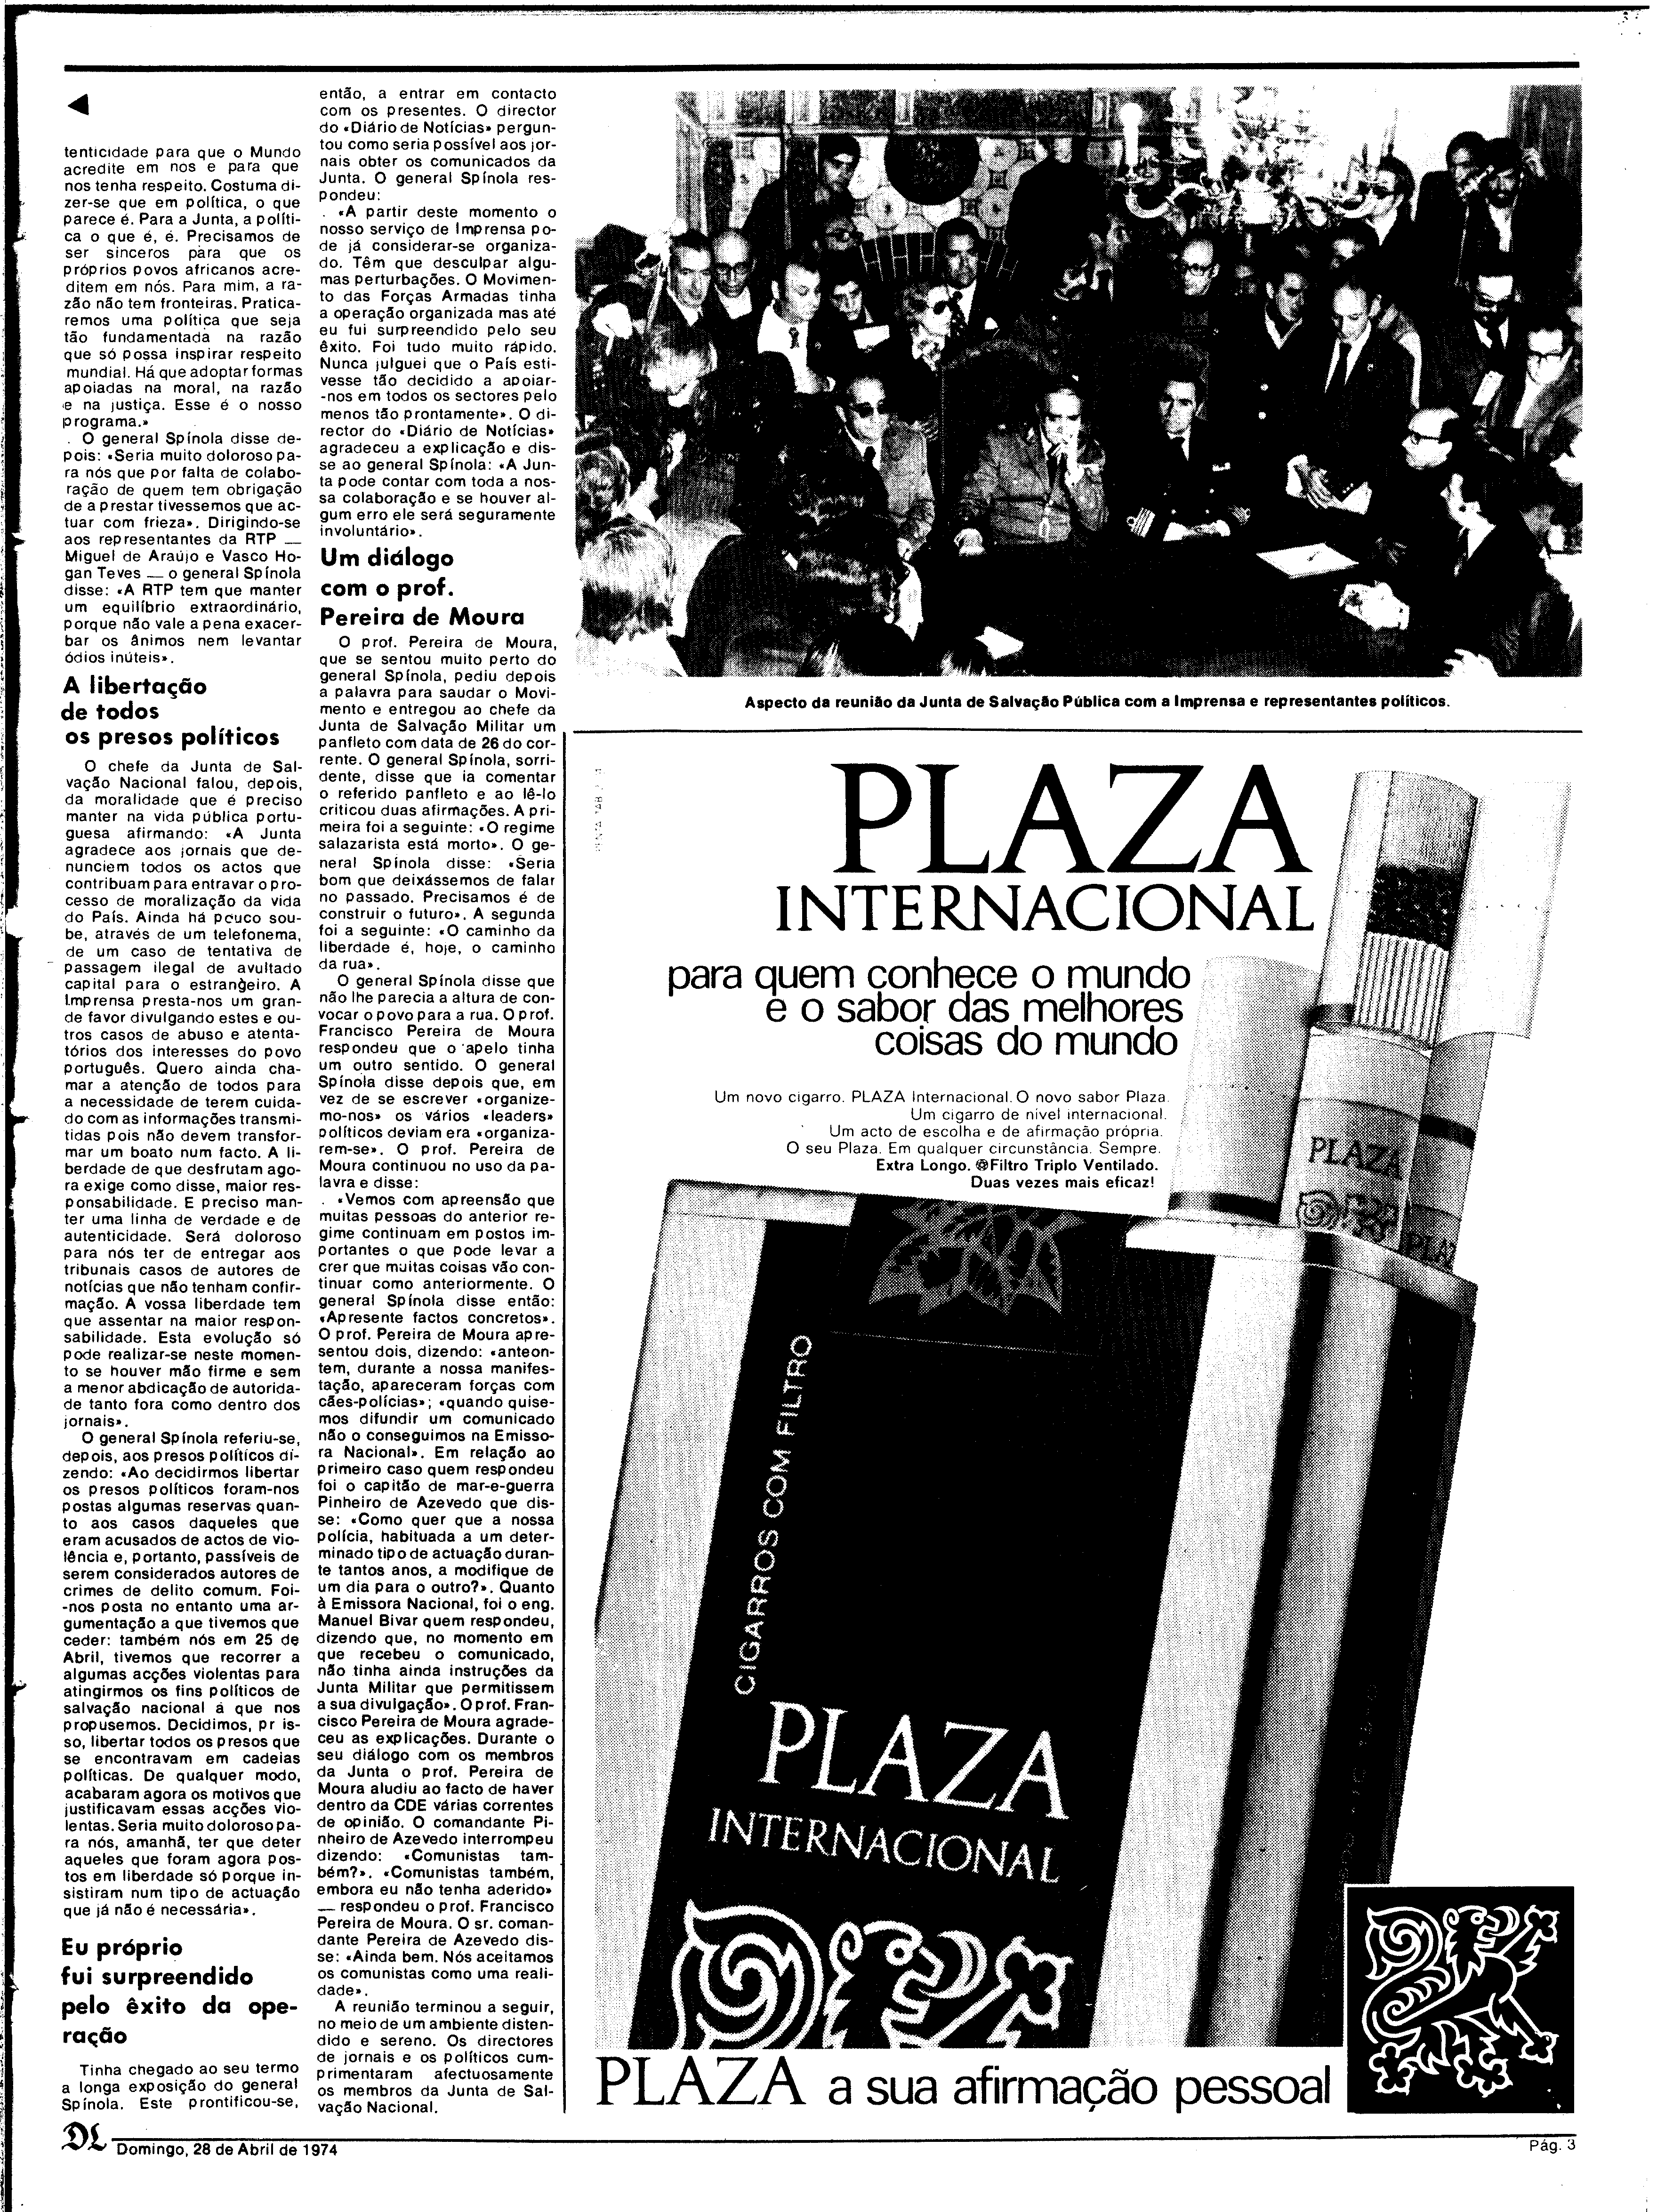 tenticidade para que o Mundo
acredite em nos e para que
nos tenha respeito. Costuma di-
zer-se que em política, o que
parece é. Para a Junta, a políti-
ca o que é, é. Precisamos de
ser sinceros para que os
próprios povos africanos acre-
ditem em nós. Para mim, a ra-
zão não tem fronteiras. Pratica-
remos uma política que seja
tão fundamentada na razão
que só possa inspirar respeito
mundial. Há que adoptar formas
apoiadas na moral, na razão
e na justiça. Esse é o nosso
programa.»
O general Spínola disse de-
pois: «Seria muito doloroso pa-
ra nós que por falta de colabo-
ração de quem tem obrigação
de a prestar tivessemos que ac-
tuar com frieza». Dirigindo-se
aos representantes da RTP —
Miguel de Araújo e Vasco Ho-
gan Teves — o general Spínola
disse: «A RTP tem que manter
um equilíbrio extraordinário,
porque não vale a pena exacer-
bar os ânimos nem levantar
ódios inúteis».
A libertação
de todos
os presos políticos
O chefe da Junta de Sal-
vação Nacional falou, depois,
da moralidade que é preciso
manter na vida pública portu-
guesa afirmando: «A Junta
agradece aos jornais que de-
nunciem todos os actos que
contribuam para entravar o pro-
cesso de moralização da vida
do País. Ainda há pouco sou-
be, através de um telefonema,
de um caso de tentativa de
passagem ilegal de avultado
capital para o estrangeiro. A
Imprensa presta-nos um gran-
de favor divulgando estes e ou-
tros casos de abuso e atenta-
tórios dos interesses do povo
português. Quero ainda cha-
mar a atenção de todos para
a necessidade de terem cuida-
do com as informações transmi-
tidas pois não devem transfor-
mar um boato num facto. A li-
berdade de que desfrutam ago-
ra exige como disse, maior res-
ponsabilidade. E preciso man-
ter uma linha de verdade e de
autenticidade. Será doloroso
para nós ter de entregar aos
tribunais casos de autores de
notícias que não tenham confir-
mação. A vossa liberdade tem
que assentar na maior respon-
sabilidade. Esta evolução só
pode realizar-se neste momen-
to se houver mão firme e sem
a menor abdicação de autorida-
de tanto fora como dentro dos
jornais».
O general Spínola referiu-se,
depois, aos presos políticos di-
zendo: «Ao decidirmos libertar
os presos políticos foram-nos
postas algumas reservas quan-
to aos casos daqueles que
eram acusados de actos de vio-
lência e, portanto, passíveis de
serem considerados autores de
crimes de delito comum. Foi-
-nos posta no entanto uma ar-
gumentação a que tivemos que
ceder: também nós em 25 de
Abril, tivemos que recorrer a
algumas acções violentas para
atingirmos os fins políticos de
salvação nacional á que nos
propusemos. Decidimos, pr is-
so, libertar todos os presos que
se encontravam em cadeias
políticas. De qualquer modo,
acabaram agora os motivos que
justificavam essas acções vio-
lentas. Seria muito doloroso pa-
ra nós, amanhã, ter que deter
aqueles que foram agora pos-
tos em liberdade só porque in-
sistiram num tipo de actuação
que já não é necessária».
Eu próprio
fui surpreendido
pelo êxito da ope-
ração
Tinha chegado ao seu termo
a longa exposição do general
Spínola. Este prontificou-se,
então, a entrar em contacto
com os presentes. O director
do «Diário de Notícias» pergun-
tou como seria possível aos jor-
nais obter os comunicados da
Junta. O general Spínola res-
pondeu:
«A partir deste momento o
nosso serviço de Imprensa po-
de já considerar-se organiza-
do. Têm que desculpar algu-
mas perturbações. O Movimen-
to das Forças Armadas tinha
a operação organizada mas até
eu fui surpreendido pelo seu
êxito. Foi tudo muito rápido.
Nunca julguei que o País esti-
vesse tão decidido a apoiar-
-nos em todos os sectores pelo
menos tão prontamente». O di-
rector do «Diário de Notícias»
agradeceu a explicação e dis-
se ao general Spínola: «A Jun-
ta pode contar com toda a nos-
sa colaboração e se houver al-
gum erro ele será seguramente
involuntário».
Um diálogo
com o prof.
Pereira de Moura
O prof. Pereira de Moura,
que se sentou muito perto do
general Spínola, pediu depois
a palavra para saudar o Movi-
mento e entregou ao chefe da
Junta de Salvação Militar um
panfleto com data de 26 do cor-
rente. O general Spínola, sorri-
dente, disse que ia comentar
o referido panfleto e ao lê-lo
criticou duas afirmações. A pri-
meira foi a seguinte: «O regime
salazarista está morto». O ge-
neral Spínola disse: «Seria
bom que deixássemos de falar
no passado. Precisamos é de
construir o futuro». A segunda
foi a seguinte: «O caminho da
liberdade é, hoje, o caminho
da rua».
O general Spínola disse que
não lhe parecia a altura de con-
vocar o povo para a rua. O prof.
Francisco Pereira de Moura
respondeu que o apelo tinha
um outro sentido. O general
Spínola disse depois que, em
vez de se escrever «organize-
mo-nos» os vários «leaders»
políticos deviam era «organiza-
rem-se». O prof. Pereira de
Moura continuou no uso da pa-
lavra e disse:
«Vemos com apreensão que
muitas pessoas do anterior re-
gime continuam em postos im-
portantes o que pode levar a
crer que muitas coisas vão con-
tinuar como anteriormente. O
general Spínola disse então:
«Apresente factos concretos».
O prof. Pereira de Moura apre-
sentou dois, dizendo: «anteon-
tem, durante a nossa manifes-
tação, apareceram forças com
cães-polícias»; «quando quise-
mos difundir um comunicado
não o conseguimos na Emisso-
ra Nacional». Em relação ao
primeiro caso quem respondeu
foi o capitão de mar-e-guerra
Pinheiro de Azevedo que dis-
se: «Como quer que a nossa
polícia, habituada a um deter-
minado tipo de actuação duran-
te tantos anos, a modifique de
um dia para o outro?». Quanto
à Emissora Nacional, foi o eng.
Manuel Bivar quem respondeu,
dizendo que, no momento em
que recebeu o comunicado,
não tinha ainda instruções da
Junta Militar que permitissem
a sua divulgação». O prof. Fran-
cisco Pereira de Moura agrade-
ceu as explicações. Durante o
seu diálogo com os membros
da Junta o prof. Pereira de
Moura aludiu ao facto de haver
dentro da CDE várias correntes
de opinião. O comandante Pi-
nheiro de Azevedo interrompeu
dizendo: «Comunistas tam-
bém?». «Comunistas também,
embora eu não tenha aderido»
— respondeu o prof. Francisco
Pereira de Moura. O sr. coman-
dante Pereira de Azevedo dis-
se: «Ainda bem. Nós aceitamos
os comunistas como uma reali-
dade».
A reunião terminou a seguir,
no meio de um ambiente disten-
dido e sereno. Os directores
de jornais e os políticos cum-
primentaram afectuosamente
os membros da Junta de Sal-
vação Nacional.
Aspecto da reunião da Junta de Salvação Pública com a Imprensa e representantes políticos.
PLAZA
INTERNACIONAL
para quem conhece o mundo
e o sabor das melhores
coisas do mundo
Um novo cigarro. PLAZA Internacional. O novo sabor Plaza.
Um cigarro de nível internacional.
Um acto de escolha e de afirmação própria.
O seu Plaza. Em qualquer circunstância. Sempre.
Extra Longo. Filtro Triplo Ventilado.
Duas vezes mais eficaz!
PLAZA
PLAZ
CIGARROS COM FILTRO
PLAZA
INTERNACIONAL
PLAZA a sua afirmação pessoal
DL Domingo, 28 de Abril de 1974
Pág. 3